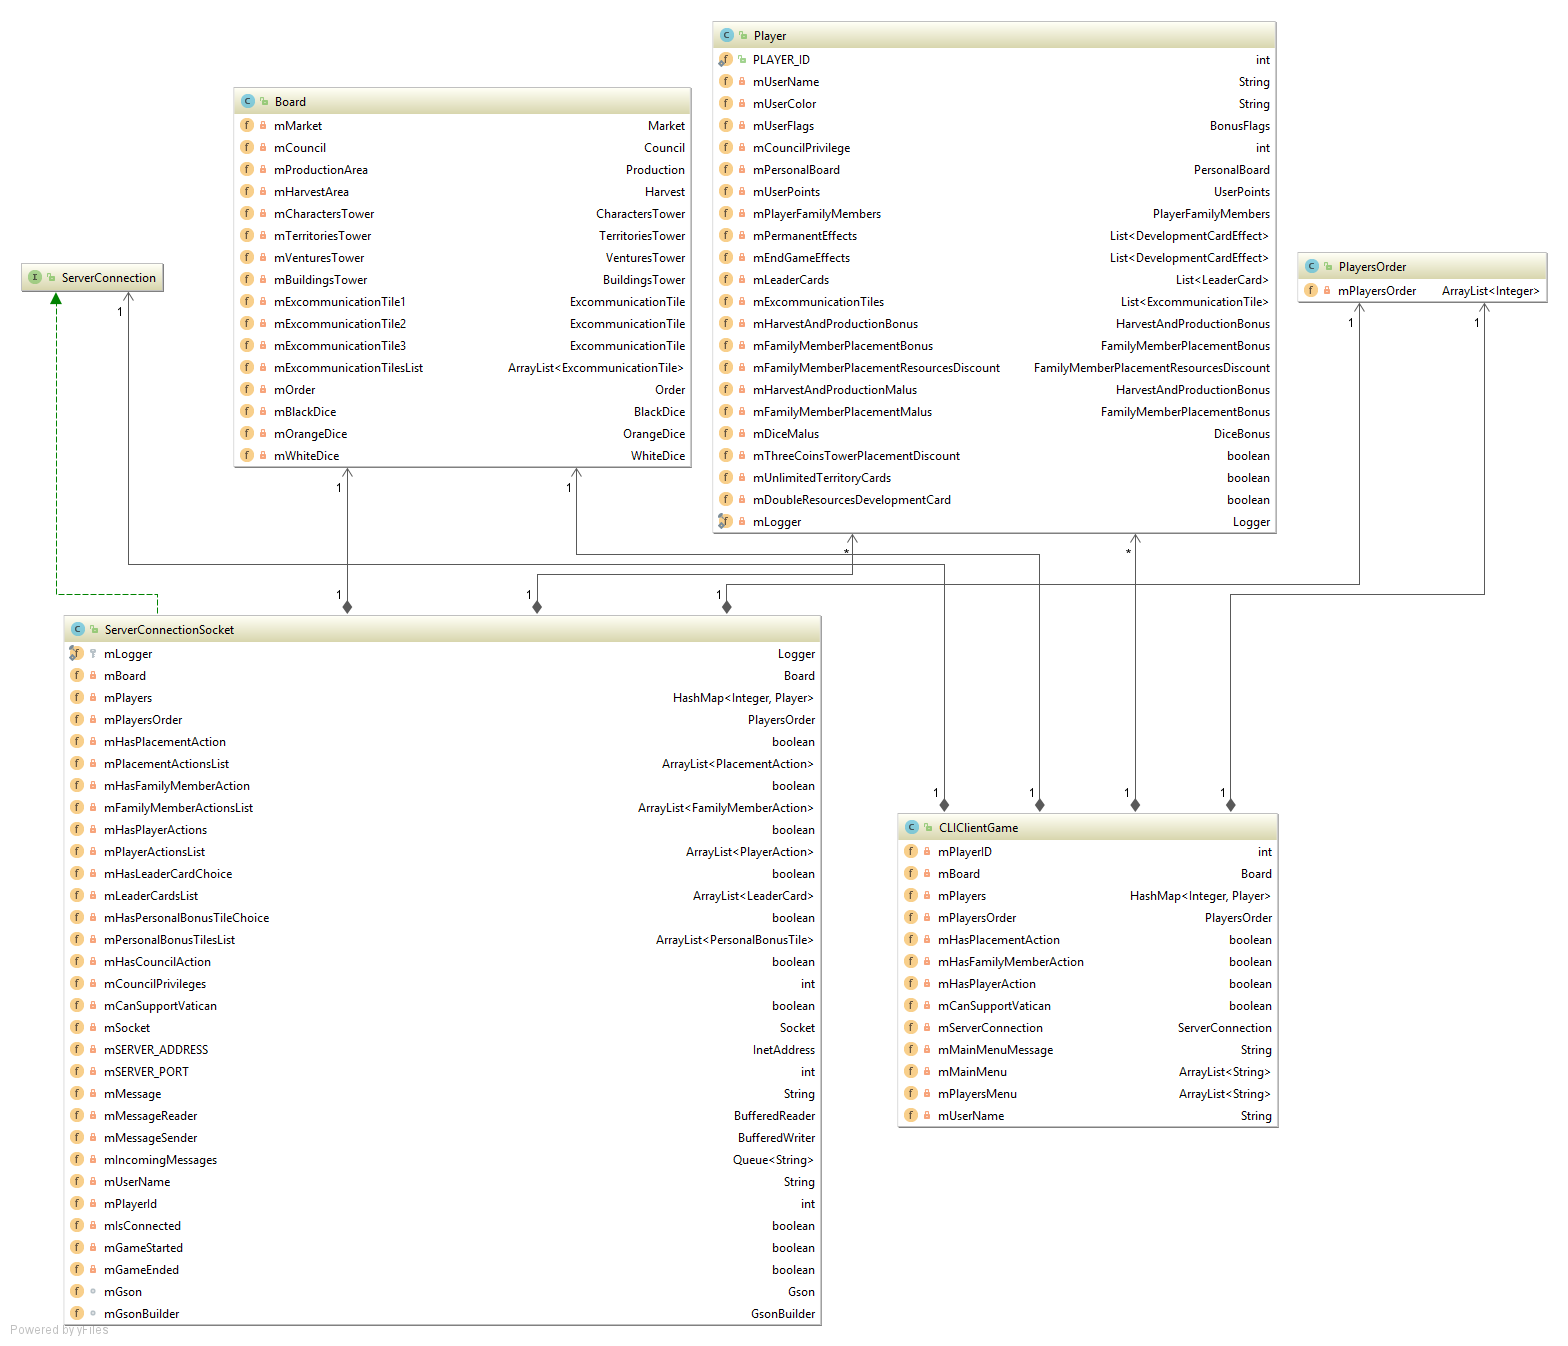 Player
PLAYER_ID int
mUserName String
mUserColor String
mUserFlags BonusFlags
mCouncilPrivilege int
mPersonalBoard PersonalBoard
mUserPoints UserPoints
mPlayerFamilyMembers PlayerFamilyMembers
mPermanentEffects List<DevelopmentCardEffect>
mEndGameEffects List<DevelopmentCardEffect>
mLeaderCards List<LeaderCard>
mExcommunicationTiles List<ExcommunicationTile>
mHarvestAndProductionBonus HarvestAndProductionBonus
mFamilyMemberPlacementBonus FamilyMemberPlacementBonus
mFamilyMemberPlacementResourcesDiscount FamilyMemberPlacementResourcesDiscount
mHarvestAndProductionMalus HarvestAndProductionBonus
mFamilyMemberPlacementMalus FamilyMemberPlacementBonus
mDiceMalus DiceBonus
mThreeCoinsTowerPlacementDiscount boolean
mUnlimitedTerritoryCards boolean
mDoubleResourcesDevelopmentCard boolean
mLogger Logger
Board
mMarket Market
mCouncil Council
mProductionArea Production
mHarvestArea Harvest
mCharactersTower CharactersTower
mTerritoriesTower TerritoriesTower
mVenturesTower VenturesTower
mBuildingsTower BuildingsTower
mExcommunicationTile1 ExcommunicationTile
mExcommunicationTile2 ExcommunicationTile
mExcommunicationTile3 ExcommunicationTile
mExcommunicationTilesList ArrayList<ExcommunicationTile>
mOrder Order
mBlackDice BlackDice
mOrangeDice OrangeDice
mWhiteDice WhiteDice
ServerConnection
PlayersOrder
mPlayersOrder ArrayList<Integer>
1
1
1
1
1
*
*
1
1
1
ServerConnectionSocket
mLogger Logger
mBoard Board
mPlayers HashMap<Integer, Player>
mPlayersOrder PlayersOrder
mHasPlacementAction boolean
mPlacementActionsList ArrayList<PlacementAction>
mHasFamilyMemberAction boolean
mFamilyMemberActionsList ArrayList<FamilyMemberAction>
mHasPlayerActions boolean
mPlayerActionsList ArrayList<PlayerAction>
mHasLeaderCardChoice boolean
mLeaderCardsList ArrayList<LeaderCard>
mHasPersonalBonusTileChoice boolean
mPersonalBonusTilesList ArrayList<PersonalBonusTile>
mHasCouncilAction boolean
mCouncilPrivileges int
mCanSupportVatican boolean
mSocket Socket
mSERVER_ADDRESS InetAddress
mSERVER_PORT int
mMessage String
mMessageReader BufferedReader
mMessageSender BufferedWriter
mIncomingMessages Queue<String>
mUserName String
mPlayerId int
mIsConnected boolean
mGameStarted boolean
mGameEnded boolean
mGson Gson
mGsonBuilder GsonBuilder
1
1
1
1
CLIClientGame
mPlayerID int
mBoard Board
mPlayers HashMap<Integer, Player>
mPlayersOrder PlayersOrder
mHasPlacementAction boolean
mHasFamilyMemberAction boolean
mHasPlayerAction boolean
mCanSupportVatican boolean
mServerConnection ServerConnection
mMainMenuMessage String
mMainMenu ArrayList<String>
mPlayersMenu ArrayList<String>
mUserName String
Powered by yFiles